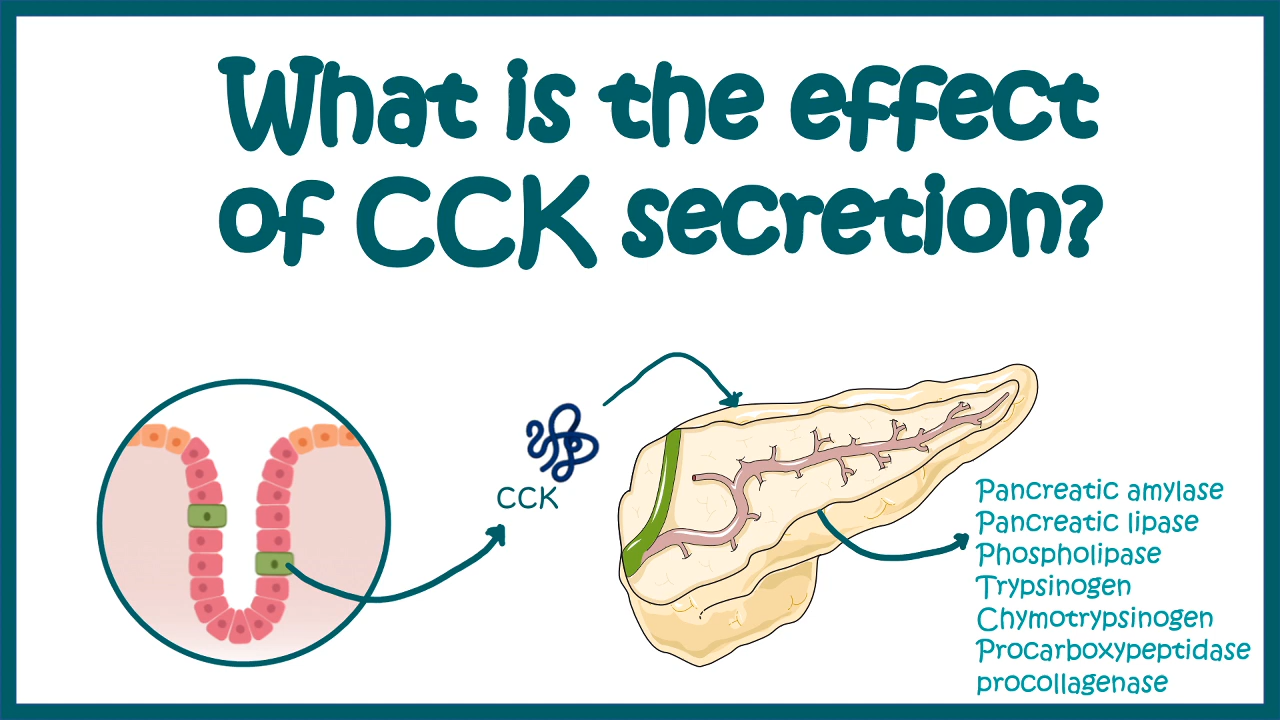 What is the effect
of CCK secretion?
CCK
Pancreatic amylase
Pancreatic lipase
Phospholipase
Trypsinogen
Chymotrypsinogen
Procarboxypeptidase
procollagenase